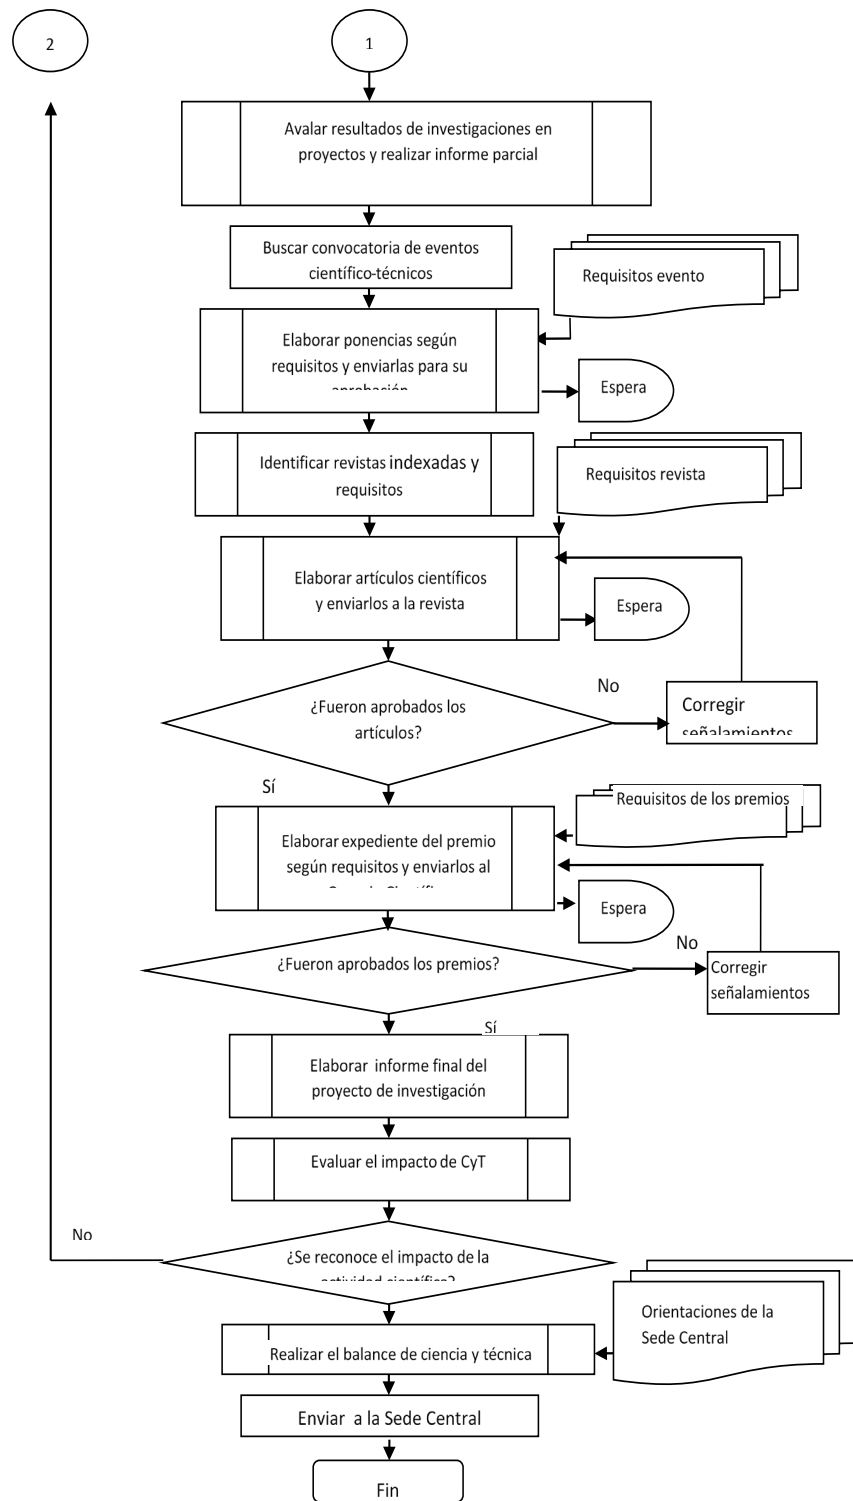 2
1
Avalar resultados de investigaciones en
proyectos y realizar informe parcial
Buscar convocatoria de eventos
científico-técnicos
Requisitos evento
Elaborar ponencias según
requisitos y enviarlas para su
aprobación
Espera
Identificar revistas indexadas y
requisitos
Requisitos revista
Elaborar artículos científicos
y enviarlos a la revista
Espera
¿Fueron aprobados los
artículos?
No
Corregir
señalamientos
Sí
Requisitos de los premios
Elaborar expediente del premio
según requisitos y enviarlos al
Espera
¿Fueron aprobados los premios?
No
Corregir
señalamientos
Sí
Elaborar informe final del
proyecto de investigación
Evaluar el impacto de CyT
No
¿Se reconoce el impacto de la
actividad científica?
Orientaciones de la
Sede Central
Realizar el balance de ciencia y técnica
Enviar a la Sede Central
Fin